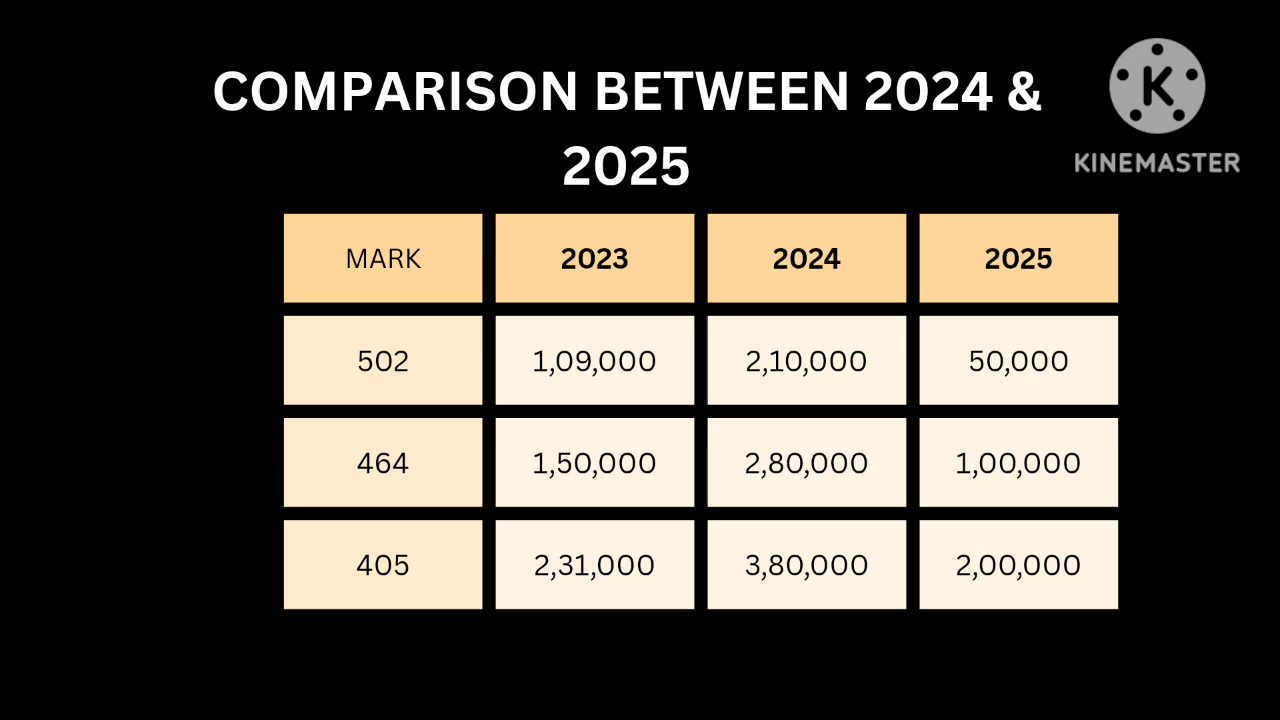 COMPARISON BETWEEN 2024 &
2025
KINEMASTER
MARK 2023 2024 2025
502 1,09,000 2,10,000 50,000
464 1,50,000 2,80,000 1,00,000
405 2,31,000 3,80,000 2,00,000